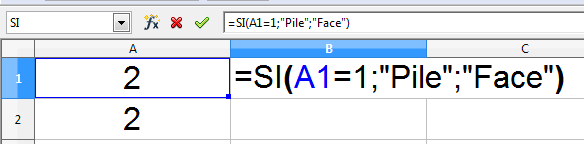 SI
=SI(A1=1;"Pile";"Face")
A B C
1 2 =SI(A1=1;"Pile";"Face")
2 2